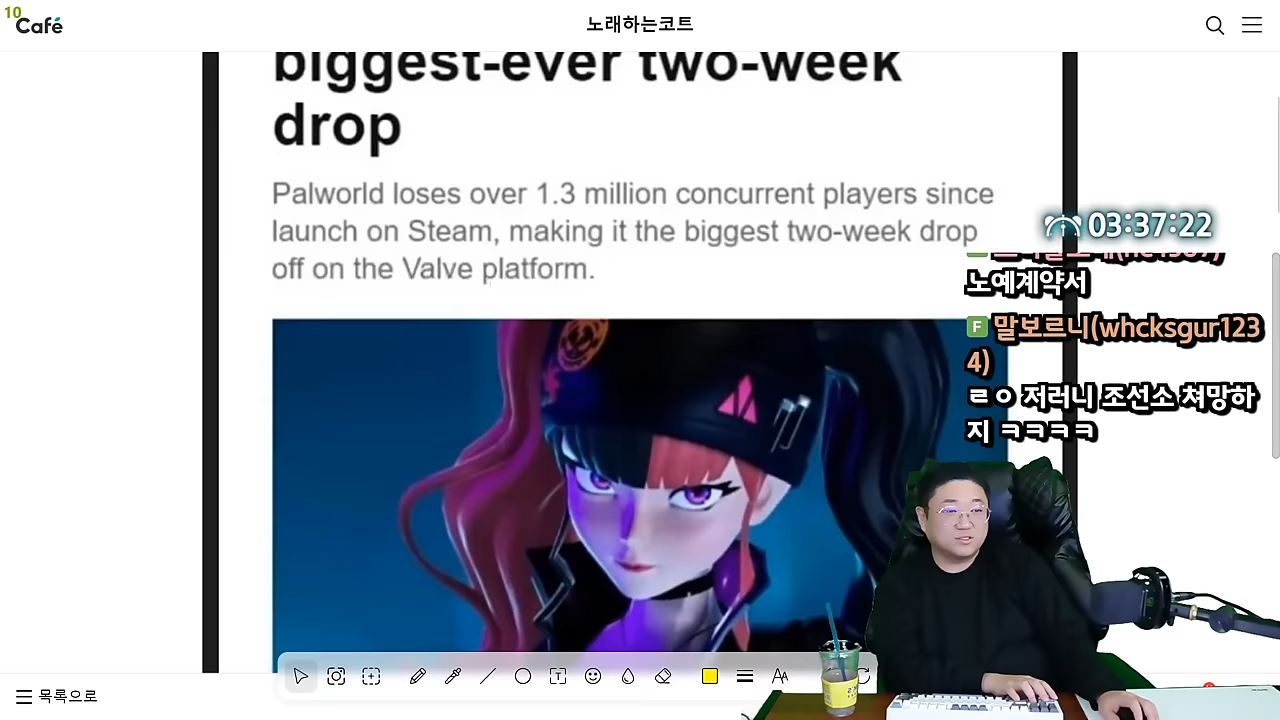 10
Café
노래하는코트
biggest-ever two-week
drop
Palworld loses over 1.3 million concurrent players since
launch on Steam, making it the biggest two-week drop
off on the Valve platform.
03:37:22
노예계약서
F 말보르니(whcksgur123
4)
ㄹㅇ 저러니 조선소 쳐망하
지 ㅋㅋㅋㅋ
T
AA
목록으로